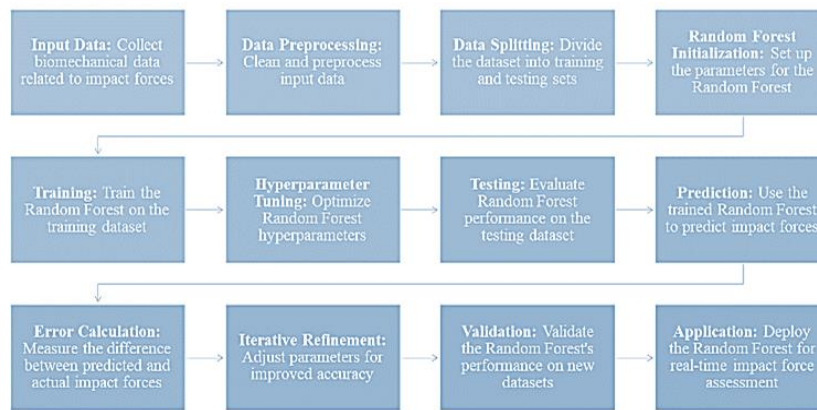 Input Data: Collect
biomechanical data
related to impact forces
Data Preprocessing:
Clean and preprocess
input data
Data Splitting: Divide
the dataset into training
and testing sets
Random Forest
Initialization: Set up
the parameters for the
Random Forest
Training: Train the
Random Forest on the
training dataset
Hyperparameter
Tuning: Optimize
Random Forest
hyperparameters
Testing: Evaluate
Random Forest
performance on the
testing dataset
Prediction: Use the
trained Random Forest
to predict impact forces
Error Calculation:
Measure the difference
between predicted and
actual impact forces
Iterative Refinement:
Adjust parameters for
improved accuracy
Validation: Validate
the Random Forest's
performance on new
datasets
Application: Deploy
the Random Forest for
real-time impact force
assessment